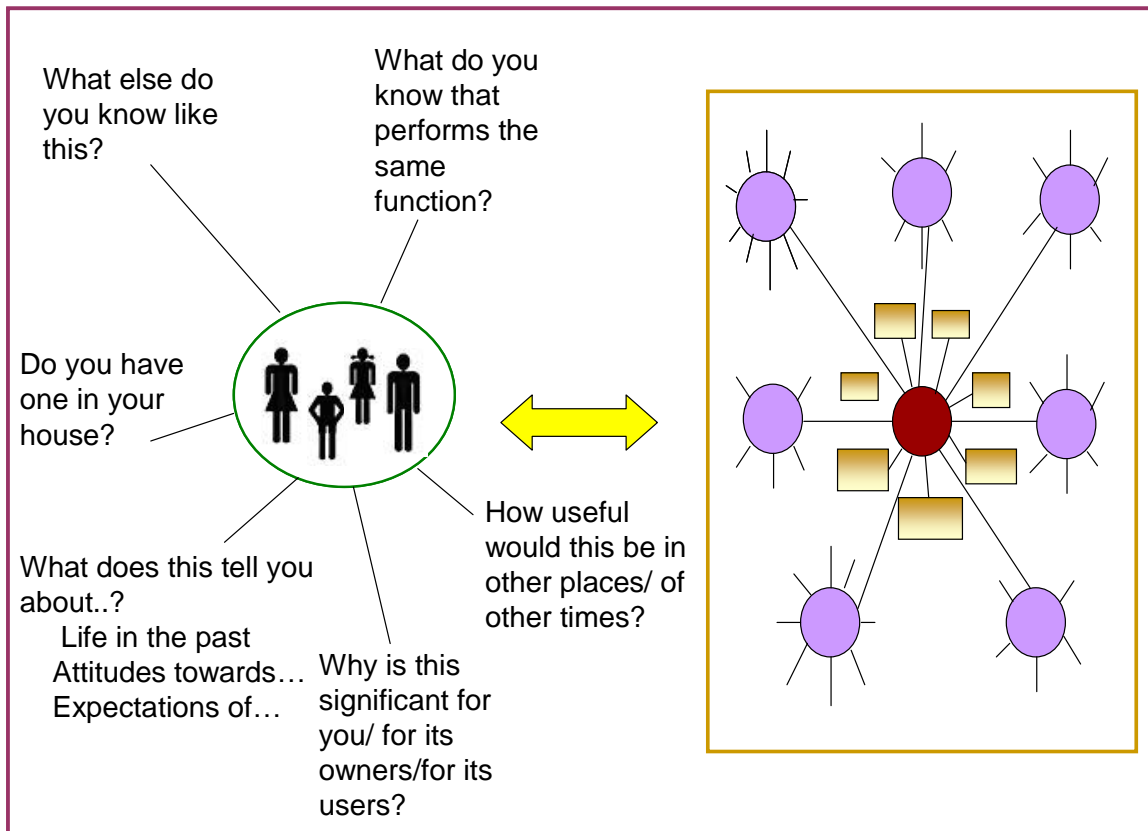 What else do
you know like
this?
What do you
know that
performs the
same
function?
Do you have
one in your
house?
How useful
would this be in
other places/ of
other times?
What does this tell you
about..?
Life in the past
Attitudes towards…
Expectations of…
Why is this
significant for
you/ for its
owners/for its
users?